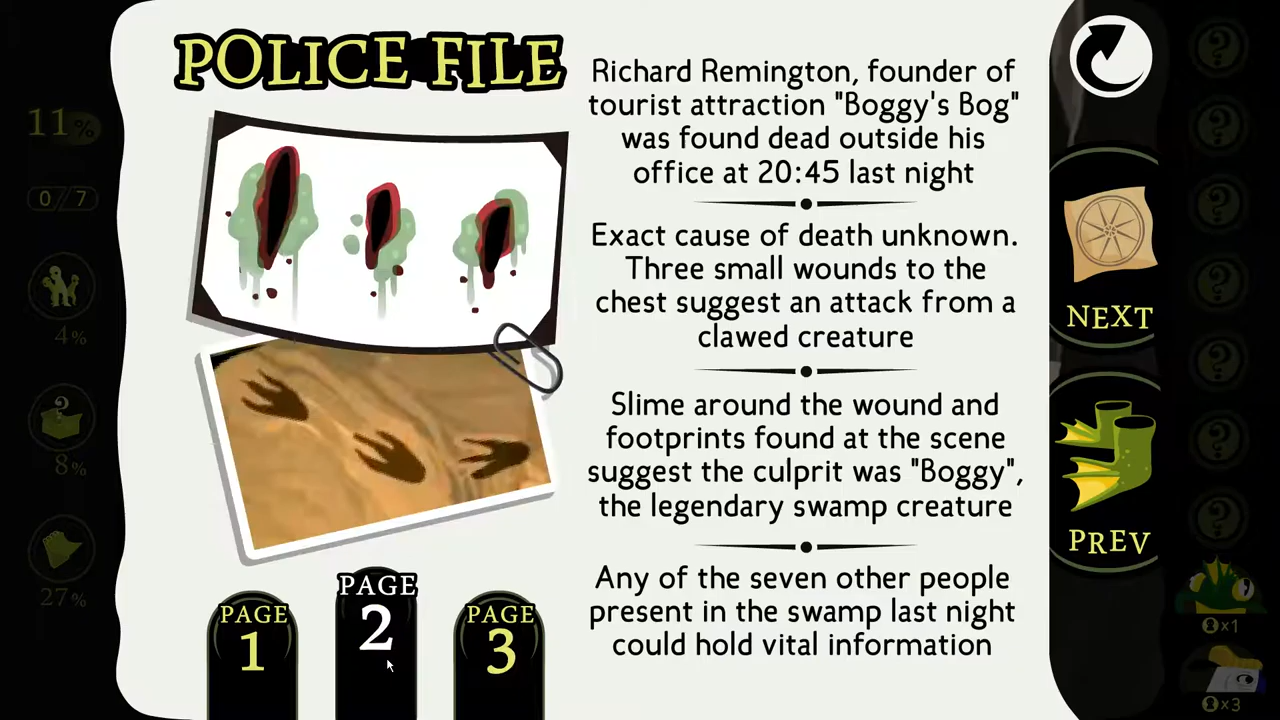 POLICE FILE
Richard Remington, founder of
tourist attraction "Boggy's Bog"
was found dead outside his
office at 20:45 last night
Exact cause of death unknown.
Three small wounds to the
chest suggest an attack from a
clawed creature
Slime around the wound and
footprints found at the scene
suggest the culprit was "Boggy",
the legendary swamp creature
Any of the seven other people
present in the swamp last night
could hold vital information
PAGE
1
PAGE
2
PAGE
3
NEXT
PREV
11%
0/7
4%
8%
27%
?
?
?
?
?
?
?
?
x1
x3